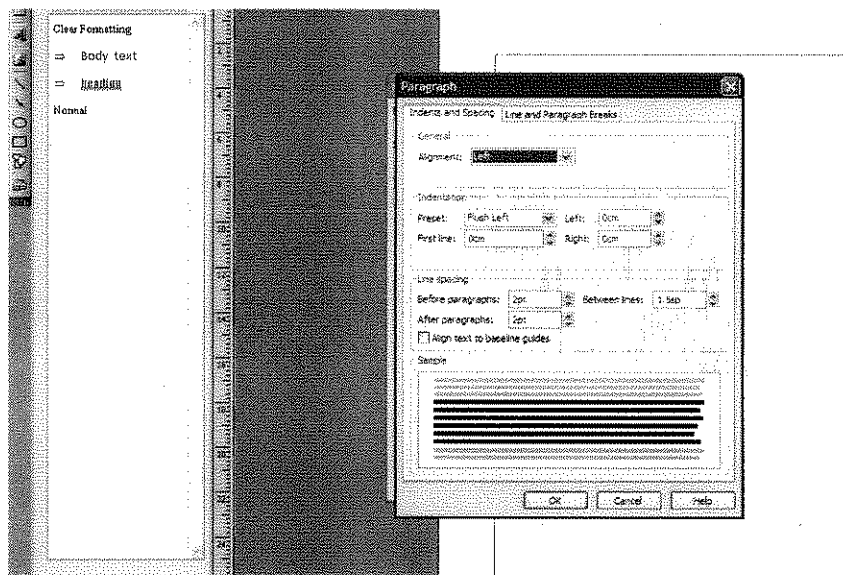 Clear Formatting
⇒ Body text
⇒ heading
Normal
Paragraph
Indents and Spacing
Line and Paragraph Breaks
General
Alignment: Left
Indentation
Preset: Flush Left Left: 0cm
First line: 0cm Right: 0cm
Line spacing
Before paragraphs: 2pt Between lines: 1.5sp
After paragraphs: 2pt
Align text to baseline guides
Sample
OK Cancel Help